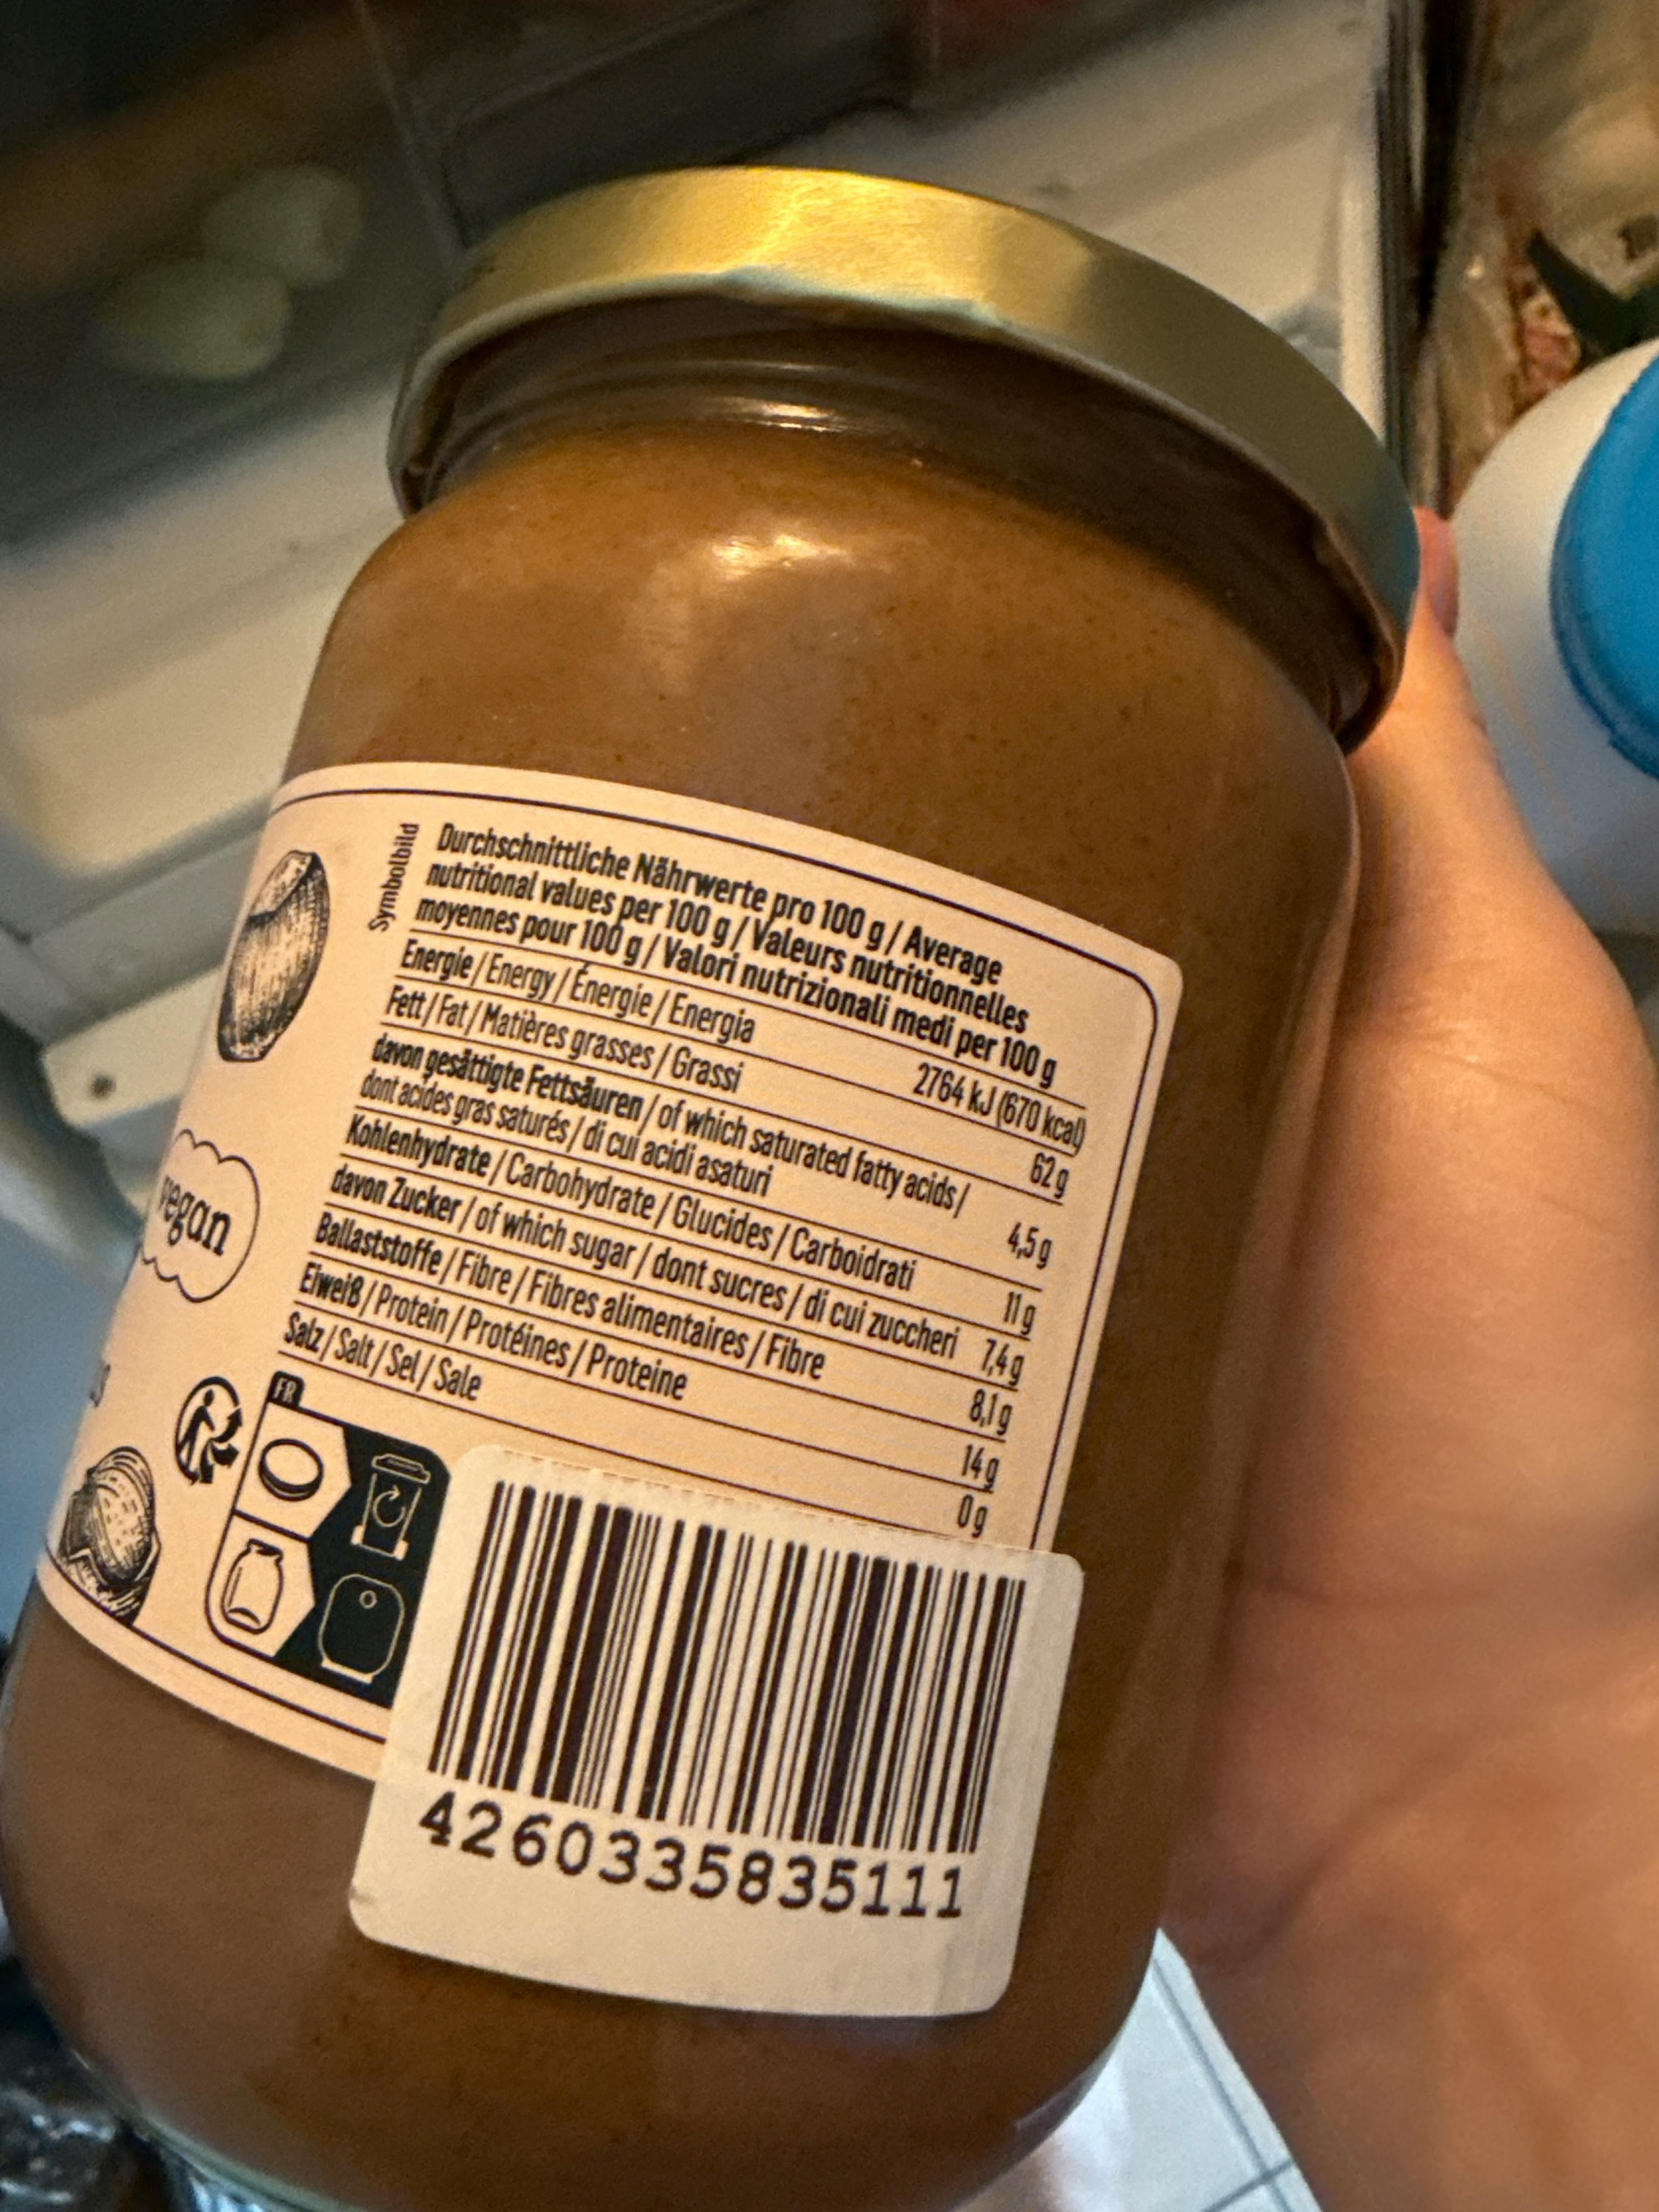 Symbolbild
Durchschnittliche Nährwerte pro 100 g / Average
nutritional values per 100 g / Valeurs nutritionnelles
moyennes pour 100 g / Valori nutrizionali medi per 100 g
Energie / Energy / Énergie / Energia 2764 kJ (670 kcal)
Fett / Fat / Matières grasses / Grassi 62 g
davon gesättigte Fettsäuren / of which saturated fatty acids /
dont acides gras saturés / di cui acidi asaturi 4,5 g
Kohlenhydrate / Carbohydrate / Glucides / Carboidrati 11 g
davon Zucker / of which sugar / dont sucres / di cui zuccheri 7,4 g
Ballaststoffe / Fibre / Fibres alimentaires / Fibre 8,1 g
Eiweiß / Protein / Protéines / Proteine 14 g
Salz / Salt / Sel / Sale 0 g
vegan
FR
4260335835111